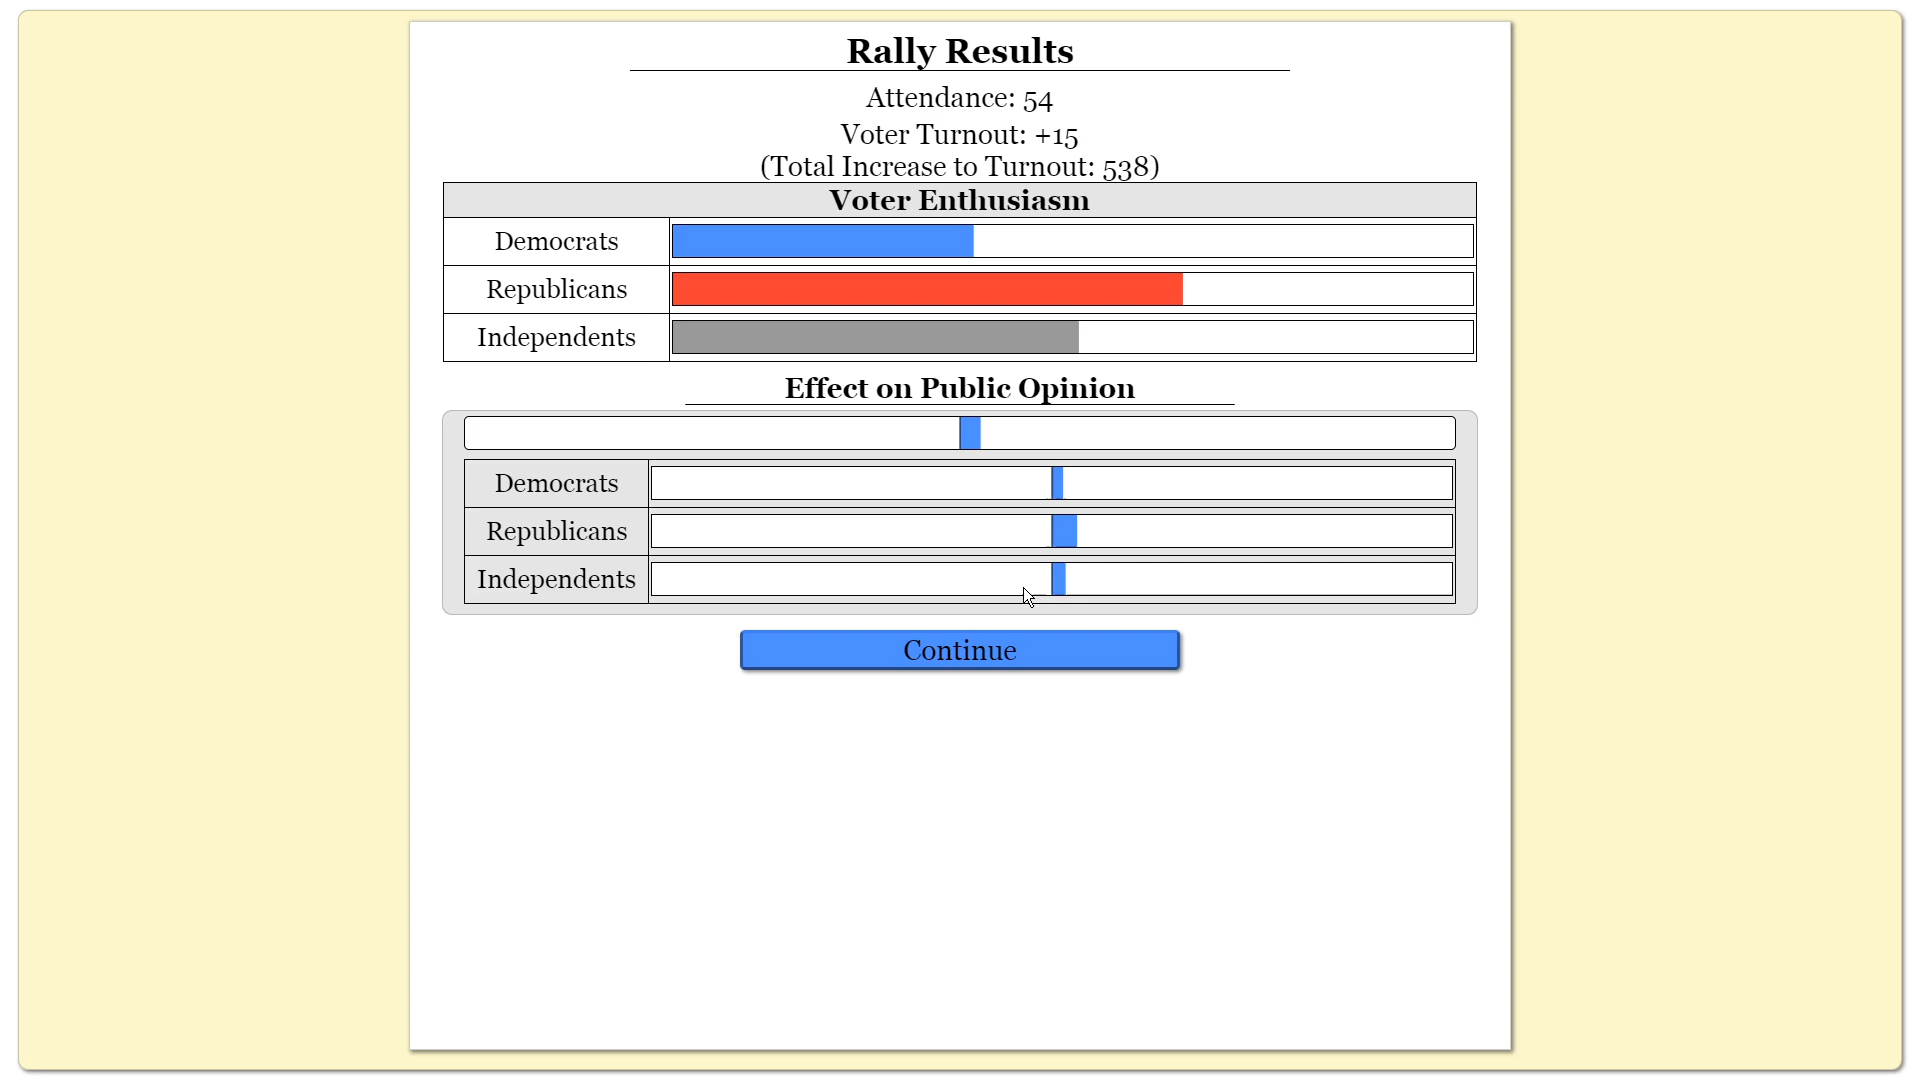 Rally Results
Attendance: 54
Voter Turnout: +15
(Total Increase to Turnout: 538)
Voter Enthusiasm
Democrats
Republicans
Independents
Effect on Public Opinion
Democrats
Republicans
Independents
Continue